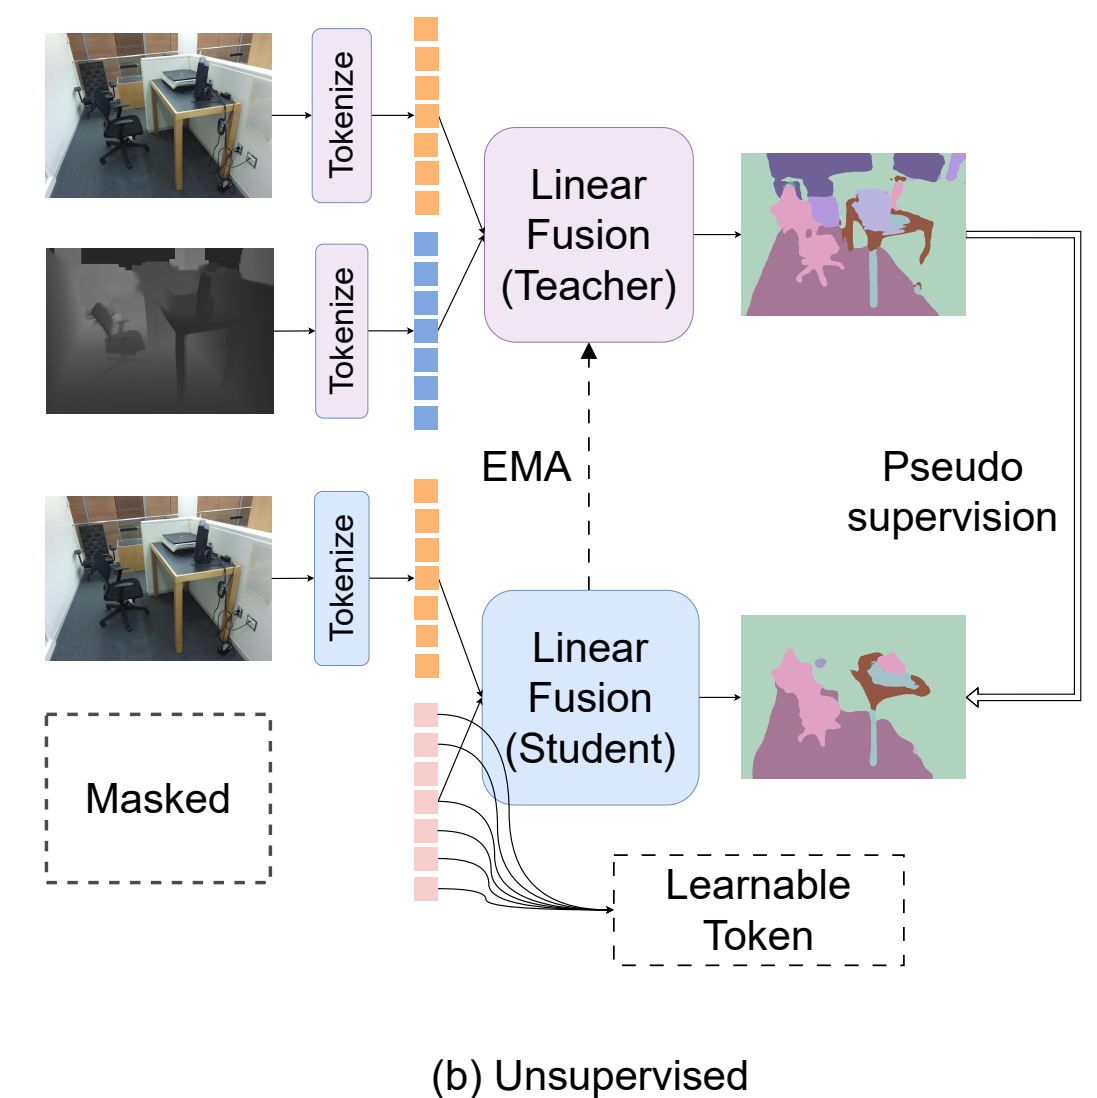 Tokenize
Linear
Fusion
(Teacher)
Tokenize
EMA
Pseudo
supervision
Tokenize
Linear
Fusion
(Student)
Masked
Learnable
Token
(b) Unsupervised